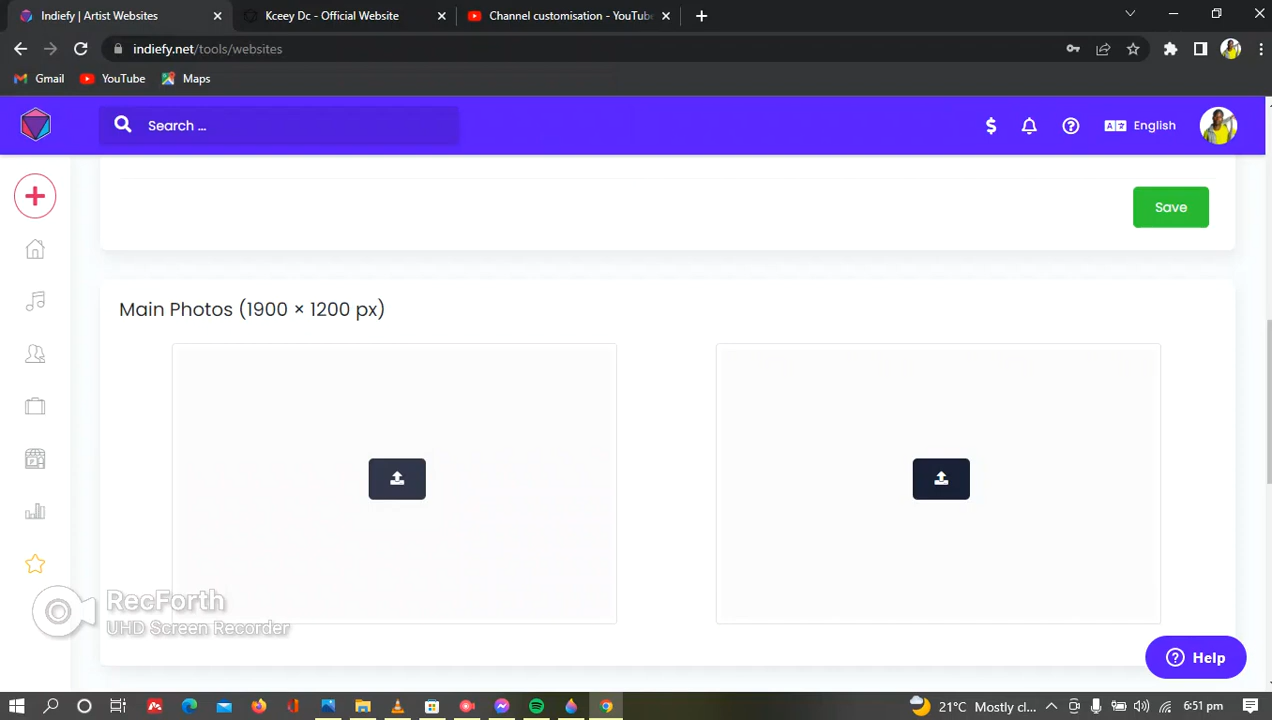 Indiefy | Artist Websites
Kceey Dc - Official Website
Channel customisation - YouTube
indiefy.net/tools/websites
Gmail
YouTube
Maps
Search ...
$
English
Save
Main Photos (1900 × 1200 px)
RecForth
UHD Screen Recorder
Help
21°C Mostly cl...
6:51 pm